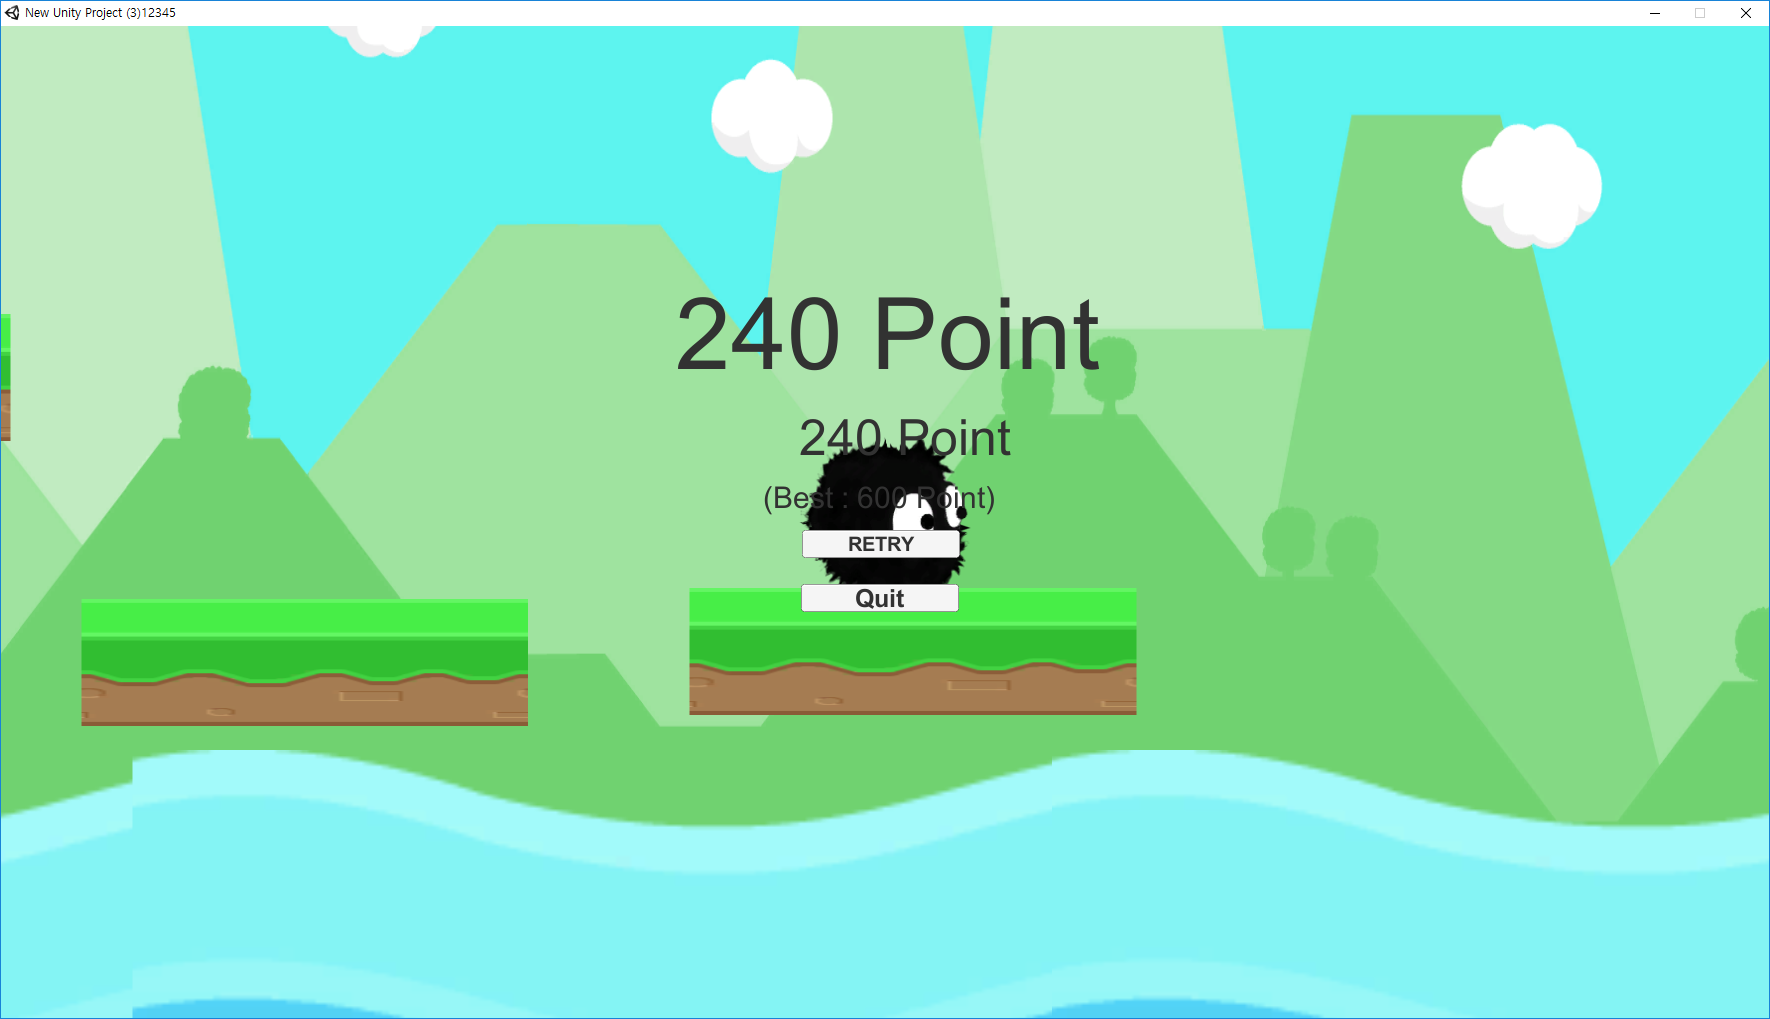 New Unity Project (3)12345
240 Point
240 Point
(Best : 600 Point)
RETRY
Quit